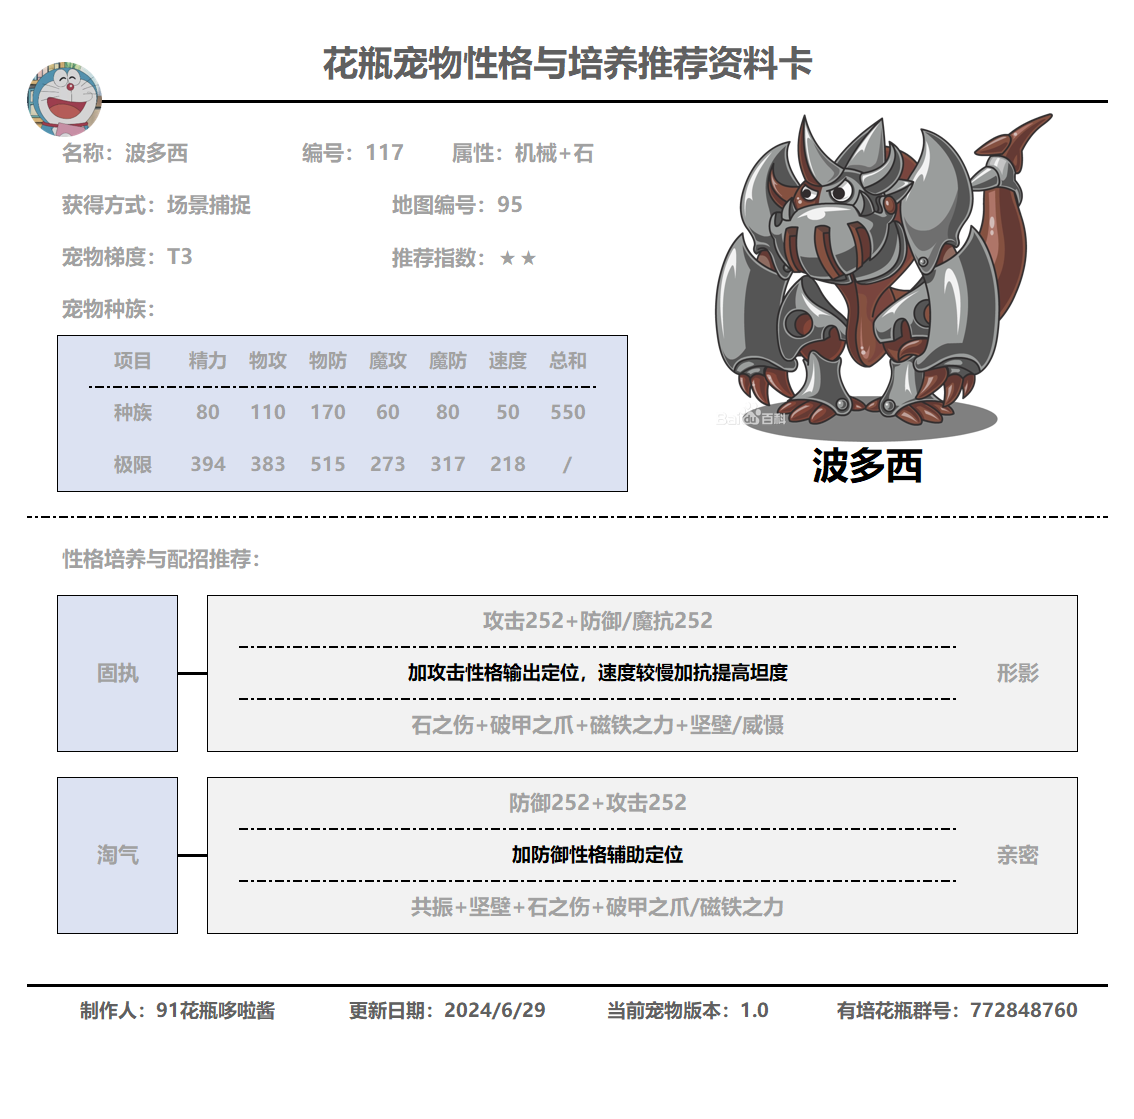 花瓶宠物性格与培养推荐资料卡
名称：波多西 编号：117 属性：机械+石
获得方式：场景捕捉 地图编号：95
宠物梯度：T3 推荐指数：★★
宠物种族：
项目 精力 物攻 物防 魔攻 魔防 速度 总和
种族 80 110 170 60 80 50 550
极限 394 383 515 273 317 218 /
Baidu百科
波多西
性格培养与配招推荐：
固执
攻击252+防御/魔抗252
加攻击性格输出定位，速度较慢加抗提高坦度
石之伤+破甲之爪+磁铁之力+坚壁/威慑
形影
淘气
防御252+攻击252
加防御性格辅助定位
共振+坚壁+石之伤+破甲之爪/磁铁之力
亲密
制作人：91花瓶哆啦酱 更新日期：2024/6/29 当前宠物版本：1.0 有培花瓶群号：772848760